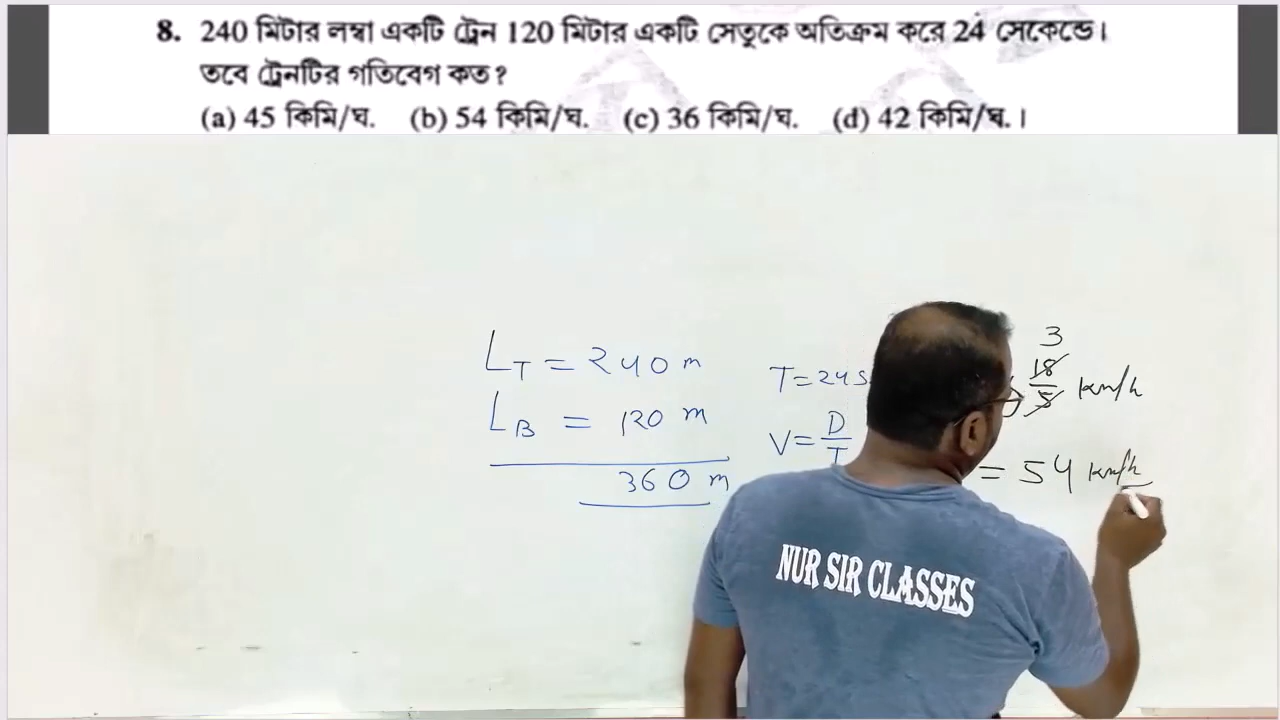 8. 240 মিটার লম্বা একটি ট্রেন 120 মিটার একটি সেতুকে অতিক্রম করে 24 সেকেন্ডে।
তবে ট্রেনটির গতিবেগ কত?
(a) 45 কিমি/ঘ. (b) 54 কিমি/ঘ. (c) 36 কিমি/ঘ. (d) 42 কিমি/ঘ.।
L_T = 240 m
L_B = 120 m
360 m
T = 24 s
V = D/T
3
18/5 km/h
= 54 km/h
NUR SIR CLASSES